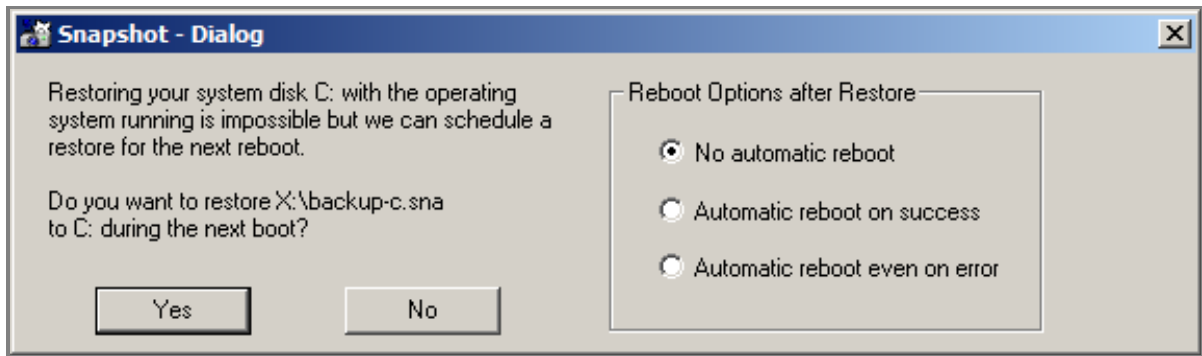 Snapshot - Dialog
Restoring your system disk C: with the operating
system running is impossible but we can schedule a
restore for the next reboot.
Do you want to restore X:\backup-c.sna
to C: during the next boot?
Yes
No
Reboot Options after Restore
No automatic reboot
Automatic reboot on success
Automatic reboot even on error